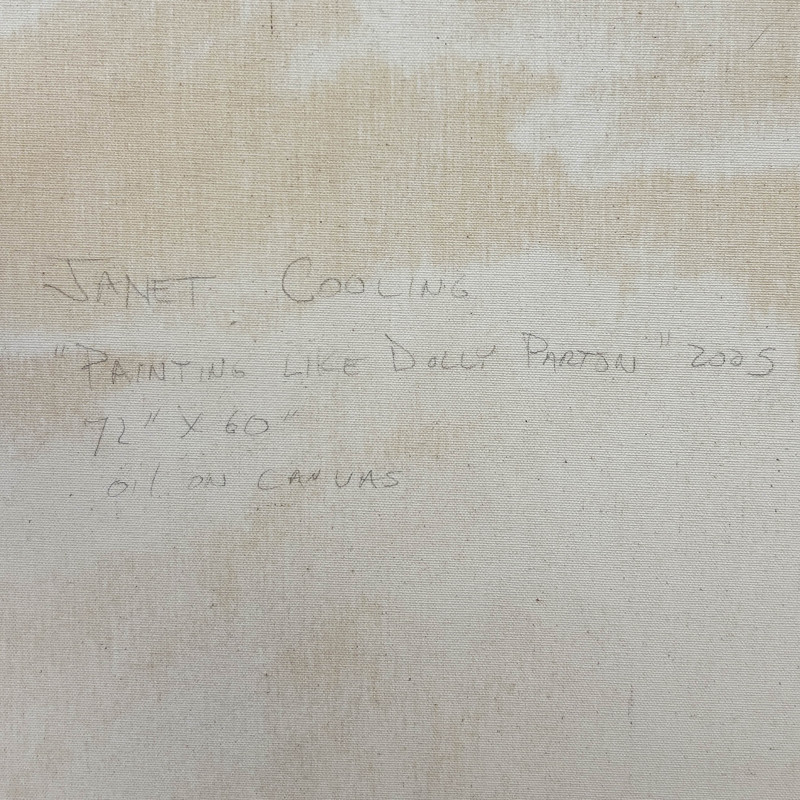 JANET COOLING
"PAINTING LIKE DOLLY PARTON" 2005
72" X 60"
oil ON CANVAS